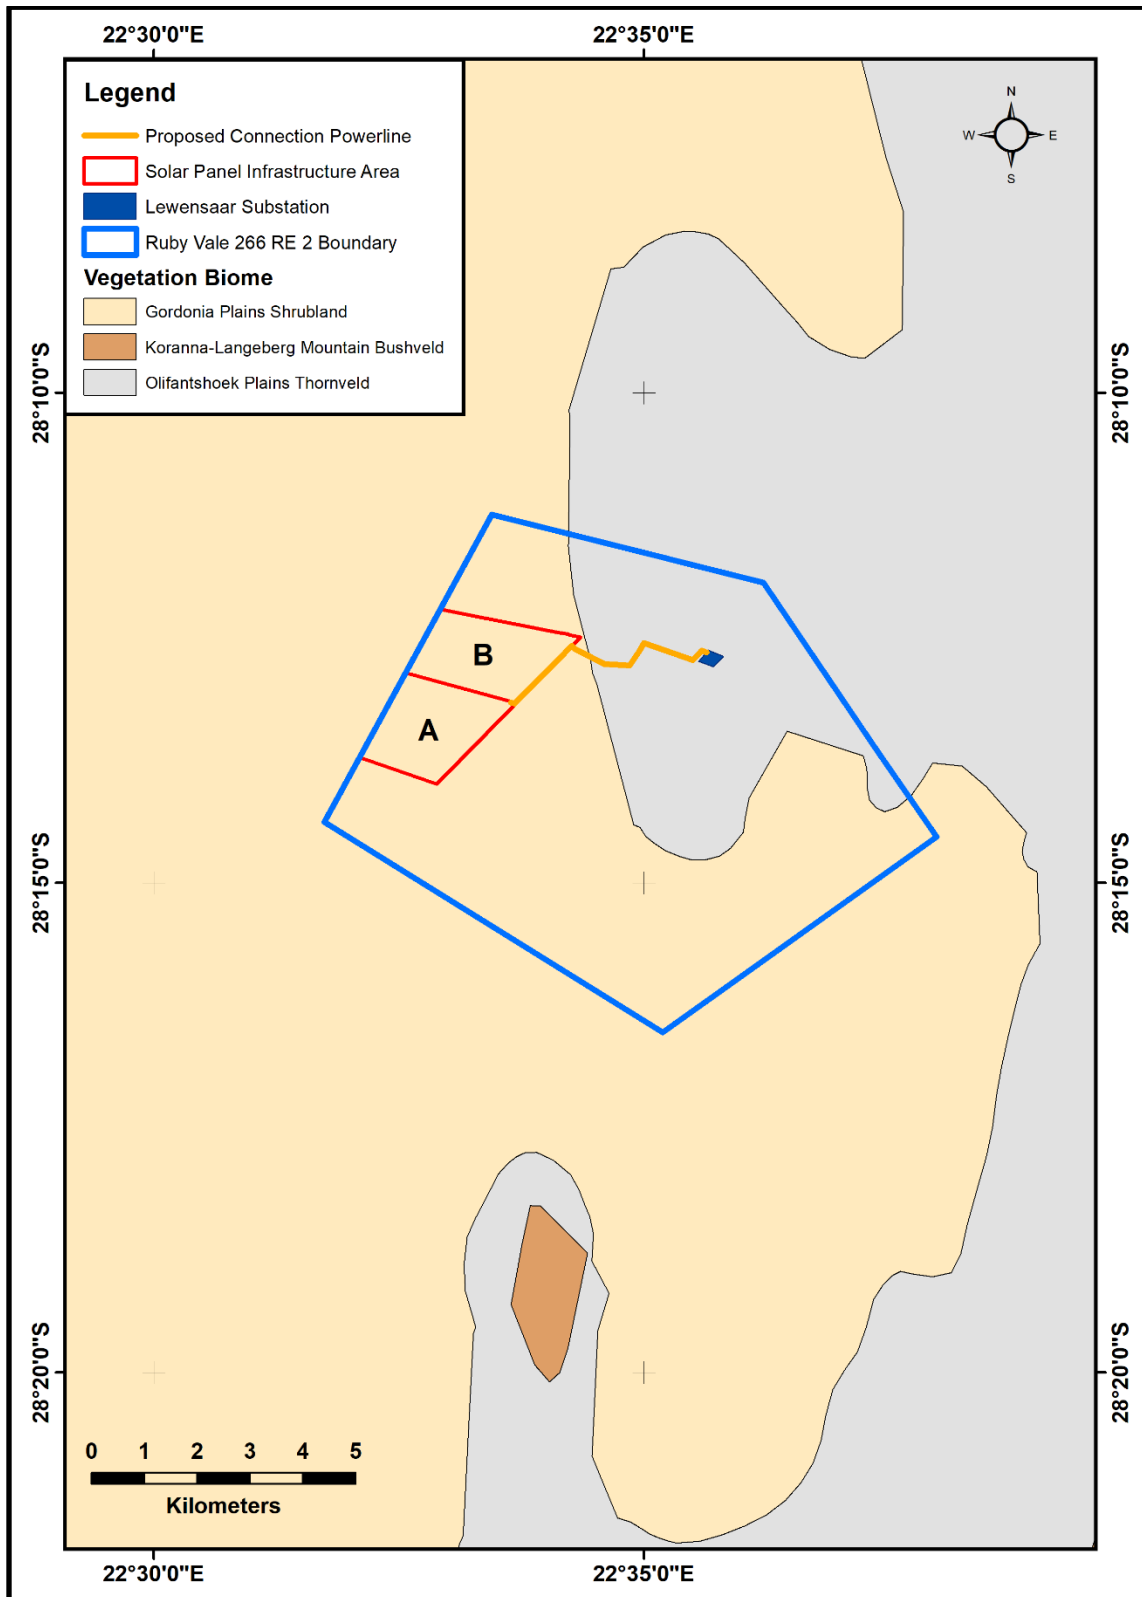 22°30'0"E 22°35'0"E
Legend
Proposed Connection Powerline
Solar Panel Infrastructure Area
Lewensaar Substation
Ruby Vale 266 RE 2 Boundary
Vegetation Biome
Gordonia Plains Shrubland
Koranna-Langeberg Mountain Bushveld
Olifantshoek Plains Thornveld
N
W E
S
28°10'0"S 28°10'0"S
B
A
28°15'0"S 28°15'0"S
28°20'0"S 28°20'0"S
0 1 2 3 4 5
Kilometers
22°30'0"E 22°35'0"E